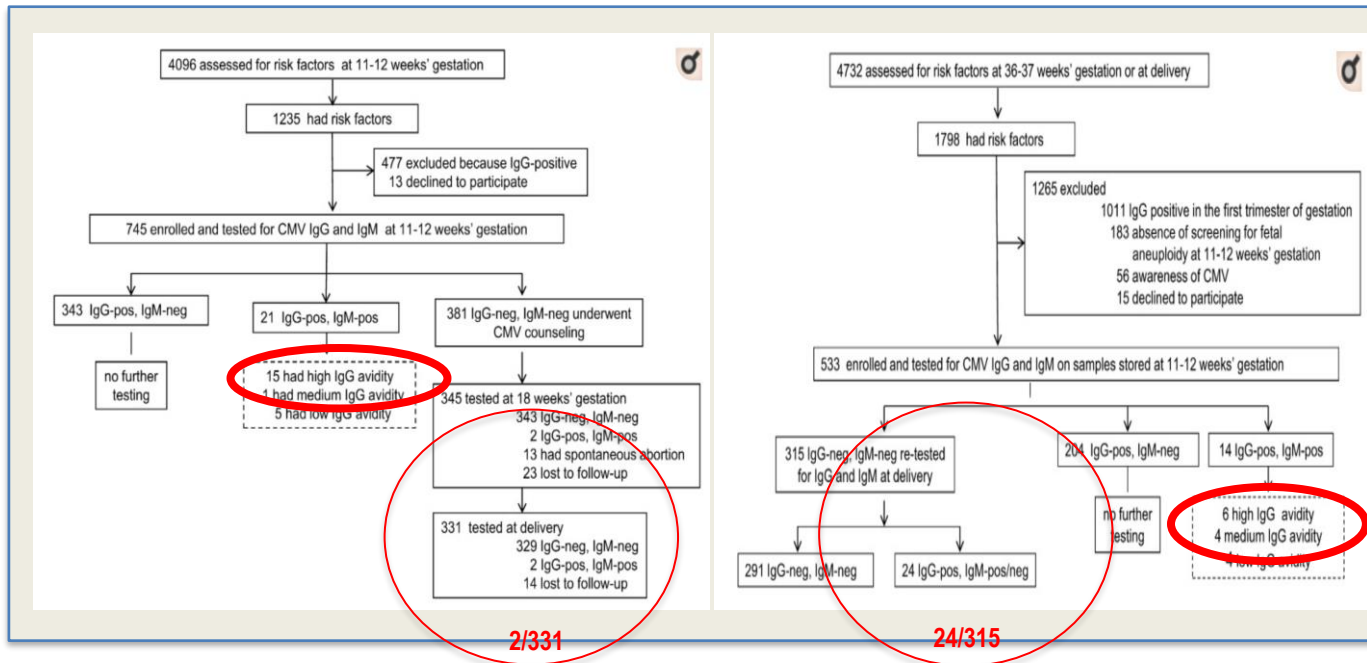 4096 assessed for risk factors at 11-12 weeks' gestation
1235 had risk factors
477 excluded because IgG-positive
13 declined to participate
745 enrolled and tested for CMV IgG and IgM at 11-12 weeks' gestation
343 IgG-pos, IgM-neg
21 IgG-pos, IgM-pos
381 IgG-neg, IgM-neg underwent
CMV counseling
no further
testing
15 had high IgG avidity
1 had medium IgG avidity
5 had low IgG avidity
345 tested at 18 weeks' gestation
343 IgG-neg, IgM-neg
2 IgG-pos, IgM-pos
13 had spontaneous abortion
23 lost to follow-up
331 tested at delivery
329 IgG-neg, IgM-neg
2 IgG-pos, IgM-pos
14 lost to follow-up
2/331
4732 assessed for risk factors at 36-37 weeks' gestation or at delivery
1798 had risk factors
1265 excluded
1011 IgG positive in the first trimester of gestation
183 absence of screening for fetal
aneuploidy at 11-12 weeks' gestation
56 awareness of CMV
15 declined to participate
533 enrolled and tested for CMV IgG and IgM on samples stored at 11-12 weeks' gestation
315 IgG-neg, IgM-neg re-tested
for IgG and IgM at delivery
204 IgG-pos, IgM-neg
14 IgG-pos, IgM-pos
no further
testing
6 high IgG avidity
4 medium IgG avidity
4 low IgG avidity
291 IgG-neg, IgM-neg
24 IgG-pos, IgM-pos/neg
24/315